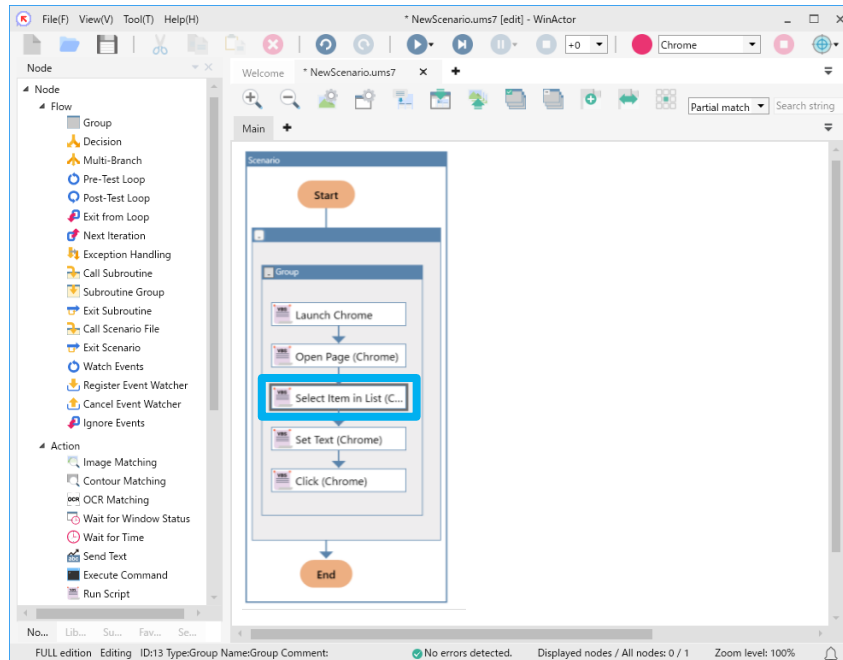 File(F) View(V) Tool(T) Help(H) * NewScenario.ums7 [edit] - WinActor
+0 Chrome
Node
Welcome * NewScenario.ums7
Node
Flow
Group
Decision
Multi-Branch
Pre-Test Loop
Post-Test Loop
Exit from Loop
Next Iteration
Exception Handling
Call Subroutine
Subroutine Group
Exit Subroutine
Call Scenario File
Exit Scenario
Watch Events
Register Event Watcher
Cancel Event Watcher
Ignore Events
Action
Image Matching
Contour Matching
OCR OCR Matching
Wait for Window Status
Wait for Time
Send Text
Execute Command
Run Script
No... Lib... Su... Fav... Se...
Partial match Search string
Main
Scenario
Start
Group
VBS Launch Chrome
VBS Open Page (Chrome)
VBS Select Item in List (C...
VBS Set Text (Chrome)
VBS Click (Chrome)
End
FULL edition Editing ID:13 Type:Group Name:Group Comment: No errors detected. Displayed nodes / All nodes: 0 / 1 Zoom level: 100%